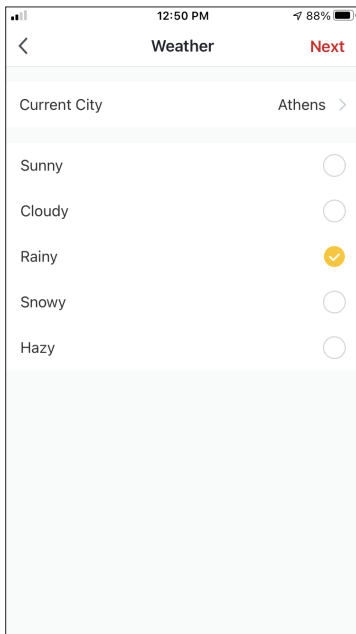 12:50 PM 88%
Weather Next
Current City Athens
Sunny
Cloudy
Rainy
Snowy
Hazy